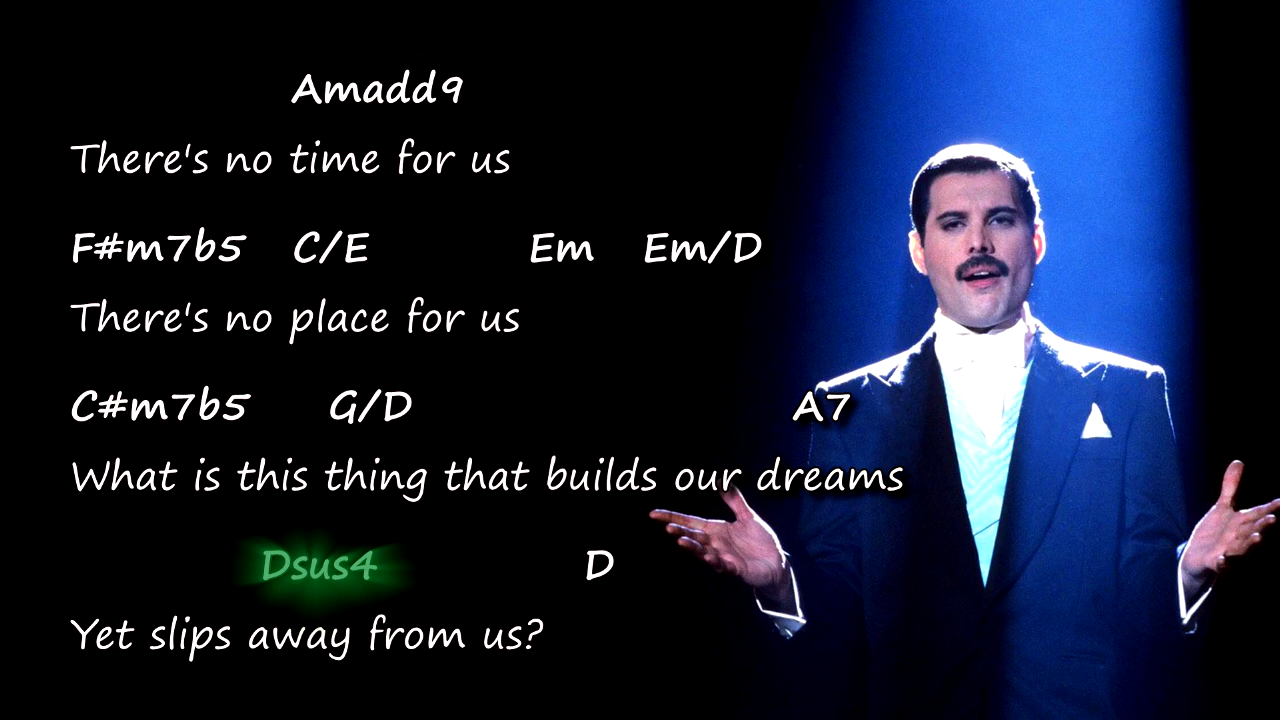 Amadd9
There's no time for us
F#m7b5 C/E Em Em/D
There's no place for us
C#m7b5 G/D A7
What is this thing that builds our dreams
Dsus4 D
Yet slips away from us?